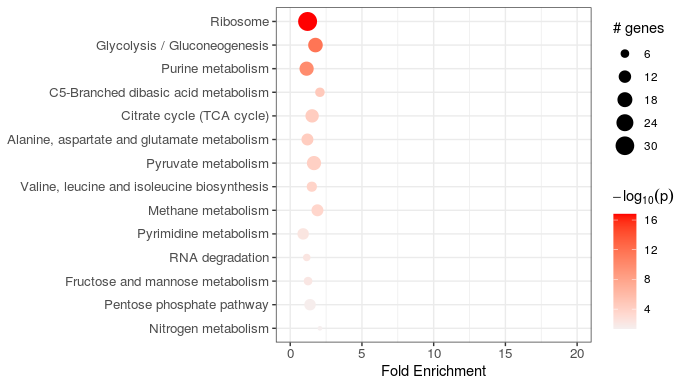 Ribosome
Glycolysis / Gluconeogenesis
Purine metabolism
C5-Branched dibasic acid metabolism
Citrate cycle (TCA cycle)
Alanine, aspartate and glutamate metabolism
Pyruvate metabolism
Valine, leucine and isoleucine biosynthesis
Methane metabolism
Pyrimidine metabolism
RNA degradation
Fructose and mannose metabolism
Pentose phosphate pathway
Nitrogen metabolism
0 5 10 15 20
Fold Enrichment
# genes
6
12
18
24
30
−log10(p)
16
12
8
4